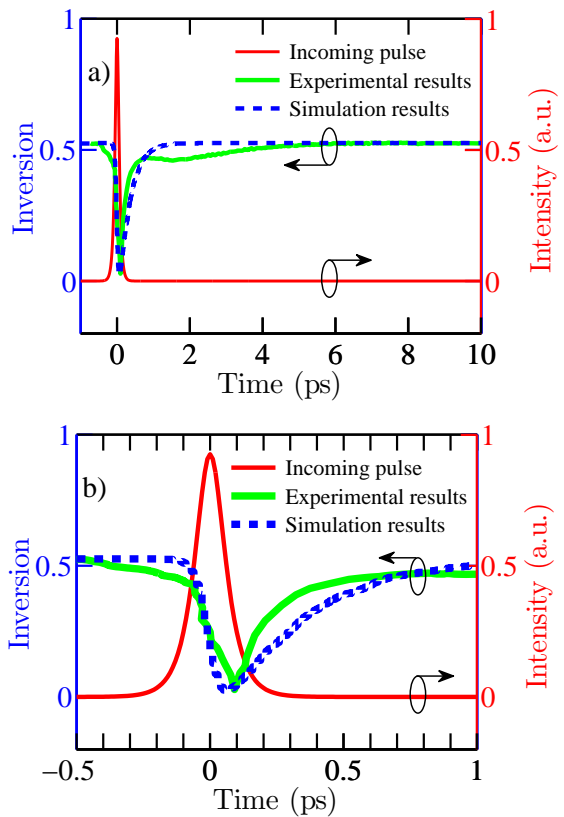 1
1
a)
Incoming pulse
Experimental results
Simulation results
0.5
0.5
0
0
Inversion
Intensity (a.u.)
0
2
4
6
8
10
Time (ps)
1
1
b)
Incoming pulse
Experimental results
Simulation results
0.5
0.5
0
0
Inversion
Intensity (a.u.)
−0.5
0
0.5
1
Time (ps)